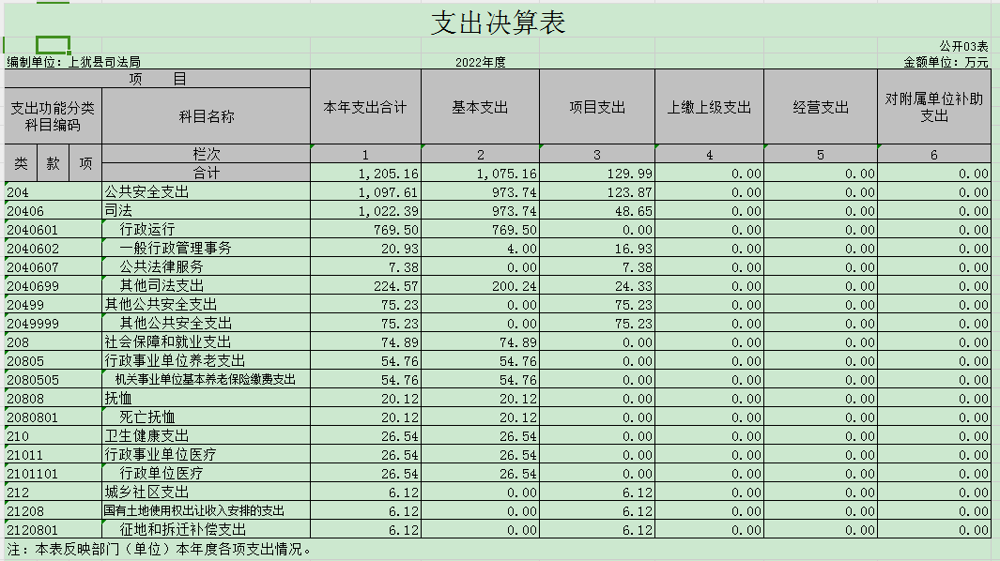 支出决算表
公开03表
编制单位：上犹县司法局 2022年度 金额单位：万元
项 目 本年支出合计 基本支出 项目支出 上缴上级支出 经营支出 对附属单位补助支出
支出功能分类科目编码 科目名称
类 款 项 栏次 1 2 3 4 5 6
合计 1,205.16 1,075.16 129.99 0.00 0.00 0.00
204 公共安全支出 1,097.61 973.74 123.87 0.00 0.00 0.00
20406 司法 1,022.39 973.74 48.65 0.00 0.00 0.00
2040601 行政运行 769.50 769.50 0.00 0.00 0.00 0.00
2040602 一般行政管理事务 20.93 4.00 16.93 0.00 0.00 0.00
2040607 公共法律服务 7.38 0.00 7.38 0.00 0.00 0.00
2040699 其他司法支出 224.57 200.24 24.33 0.00 0.00 0.00
20499 其他公共安全支出 75.23 0.00 75.23 0.00 0.00 0.00
2049999 其他公共安全支出 75.23 0.00 75.23 0.00 0.00 0.00
208 社会保障和就业支出 74.89 74.89 0.00 0.00 0.00 0.00
20805 行政事业单位养老支出 54.76 54.76 0.00 0.00 0.00 0.00
2080505 机关事业单位基本养老保险缴费支出 54.76 54.76 0.00 0.00 0.00 0.00
20808 抚恤 20.12 20.12 0.00 0.00 0.00 0.00
2080801 死亡抚恤 20.12 20.12 0.00 0.00 0.00 0.00
210 卫生健康支出 26.54 26.54 0.00 0.00 0.00 0.00
21011 行政事业单位医疗 26.54 26.54 0.00 0.00 0.00 0.00
2101101 行政单位医疗 26.54 26.54 0.00 0.00 0.00 0.00
212 城乡社区支出 6.12 0.00 6.12 0.00 0.00 0.00
21208 国有土地使用权出让收入安排的支出 6.12 0.00 6.12 0.00 0.00 0.00
2120801 征地和拆迁补偿支出 6.12 0.00 6.12 0.00 0.00 0.00
注：本表反映部门（单位）本年度各项支出情况。